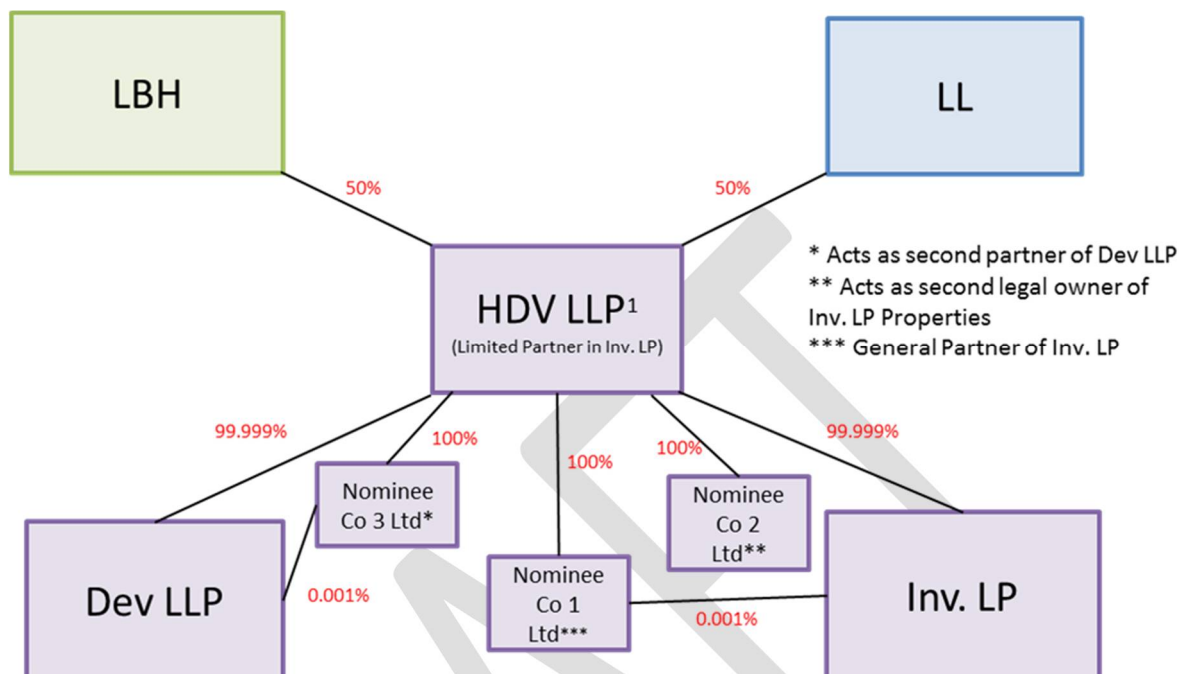 LBH
LL
50%
50%
HDV LLP¹
(Limited Partner in Inv. LP)
* Acts as second partner of Dev LLP
** Acts as second legal owner of
Inv. LP Properties
*** General Partner of Inv. LP
99.999%
100%
100%
100%
99.999%
Nominee
Co 3 Ltd*
Nominee
Co 2
Ltd**
Nominee
Co 1
Ltd***
Dev LLP
0.001%
0.001%
Inv. LP